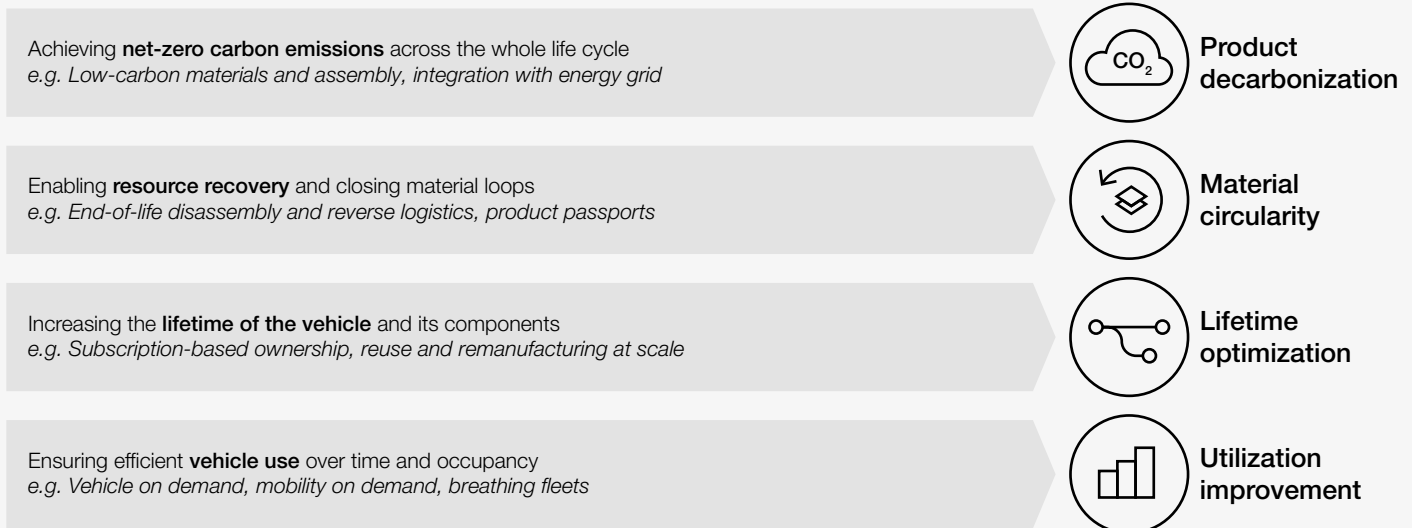 Achieving net-zero carbon emissions across the whole life cycle
e.g. Low-carbon materials and assembly, integration with energy grid
CO₂
Product
decarbonization
Enabling resource recovery and closing material loops
e.g. End-of-life disassembly and reverse logistics, product passports
Material
circularity
Increasing the lifetime of the vehicle and its components
e.g. Subscription-based ownership, reuse and remanufacturing at scale
Lifetime
optimization
Ensuring efficient vehicle use over time and occupancy
e.g. Vehicle on demand, mobility on demand, breathing fleets
Utilization
improvement